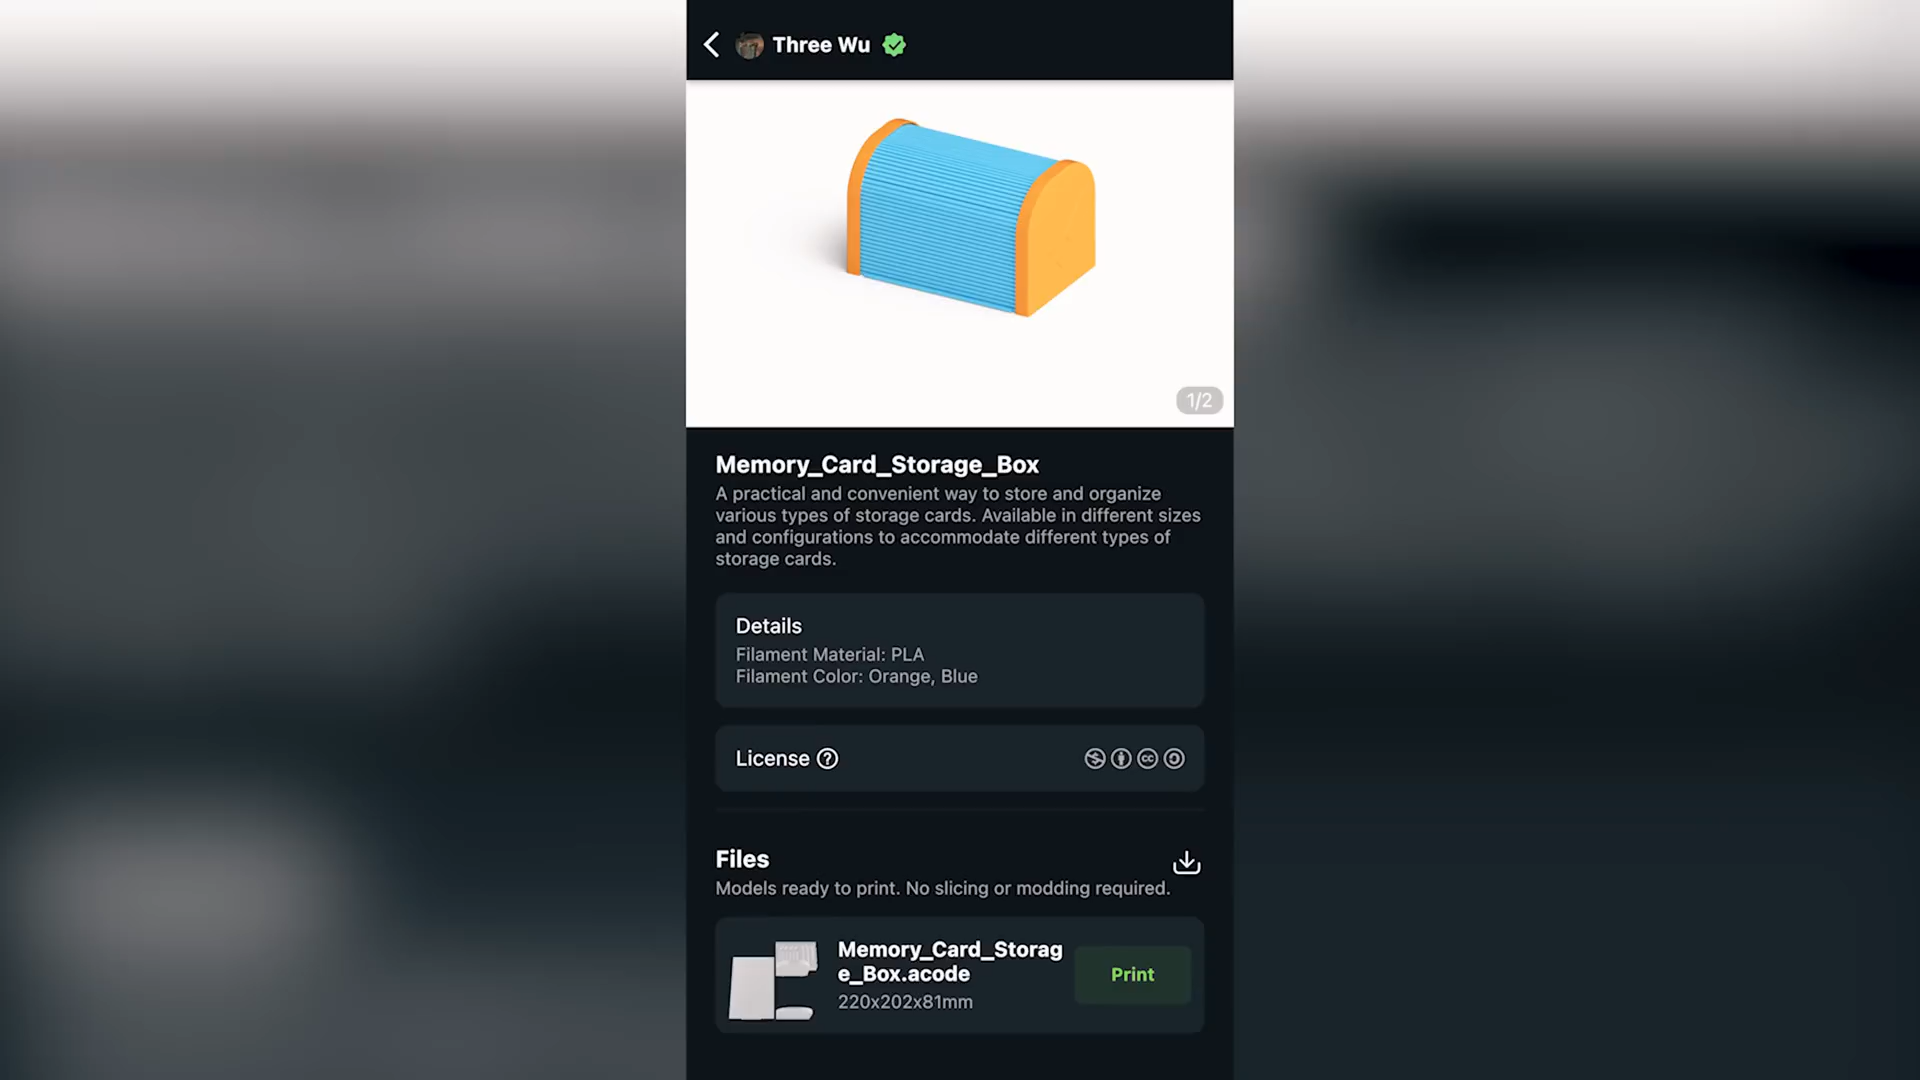 Three Wu
1/2
Memory_Card_Storage_Box
A practical and convenient way to store and organize
various types of storage cards. Available in different sizes
and configurations to accommodate different types of
storage cards.
Details
Filament Material: PLA
Filament Color: Orange, Blue
License
Files
Models ready to print. No slicing or modding required.
Memory_Card_Storag
e_Box.acode
220x202x81mm
Print